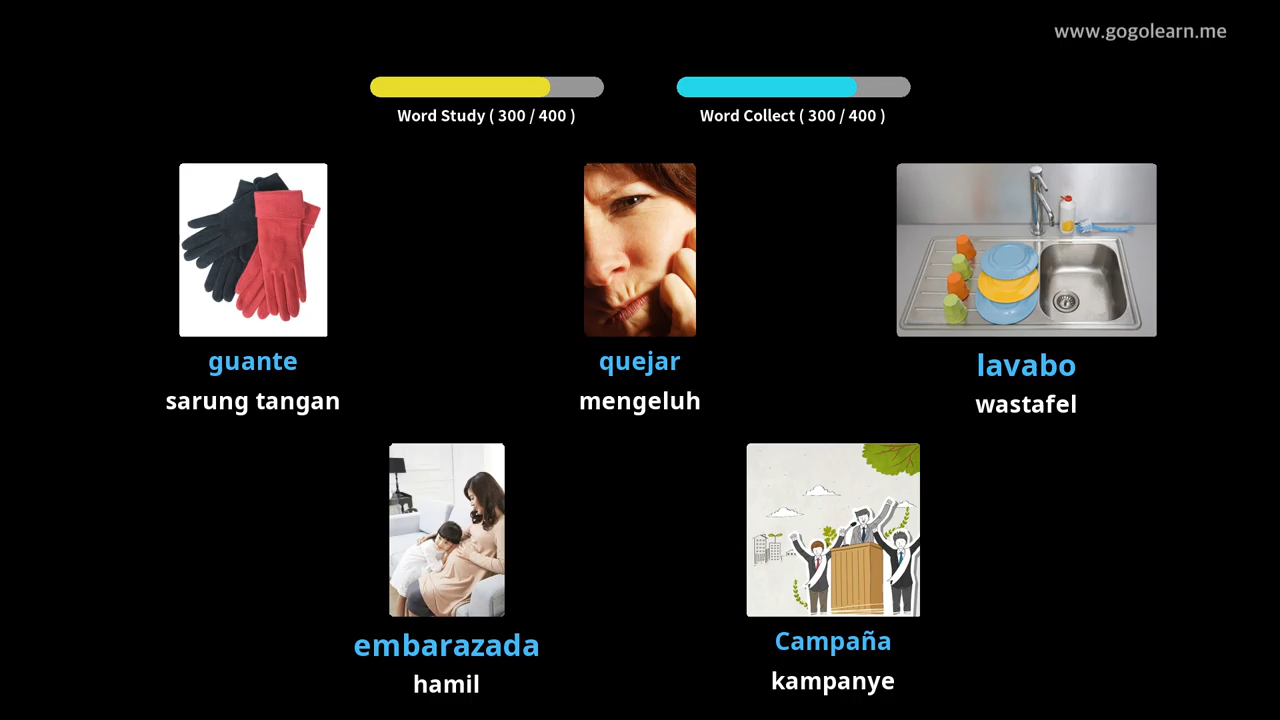 www.gogolearn.me
Word Study ( 300 / 400 )
Word Collect ( 300 / 400 )
guante
sarung tangan
quejar
mengeluh
lavabo
wastafel
embarazada
hamil
Campaña
kampanye